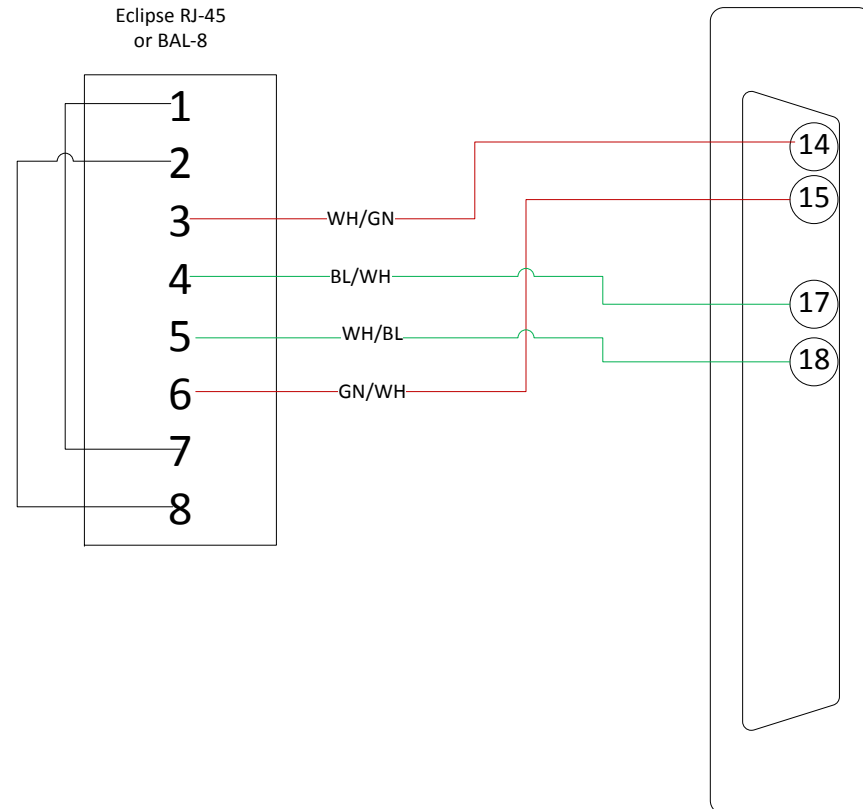 Eclipse RJ-45
or BAL-8
1
2
3
4
5
6
7
8
WH/GN
BL/WH
WH/BL
GN/WH
14
15
17
18